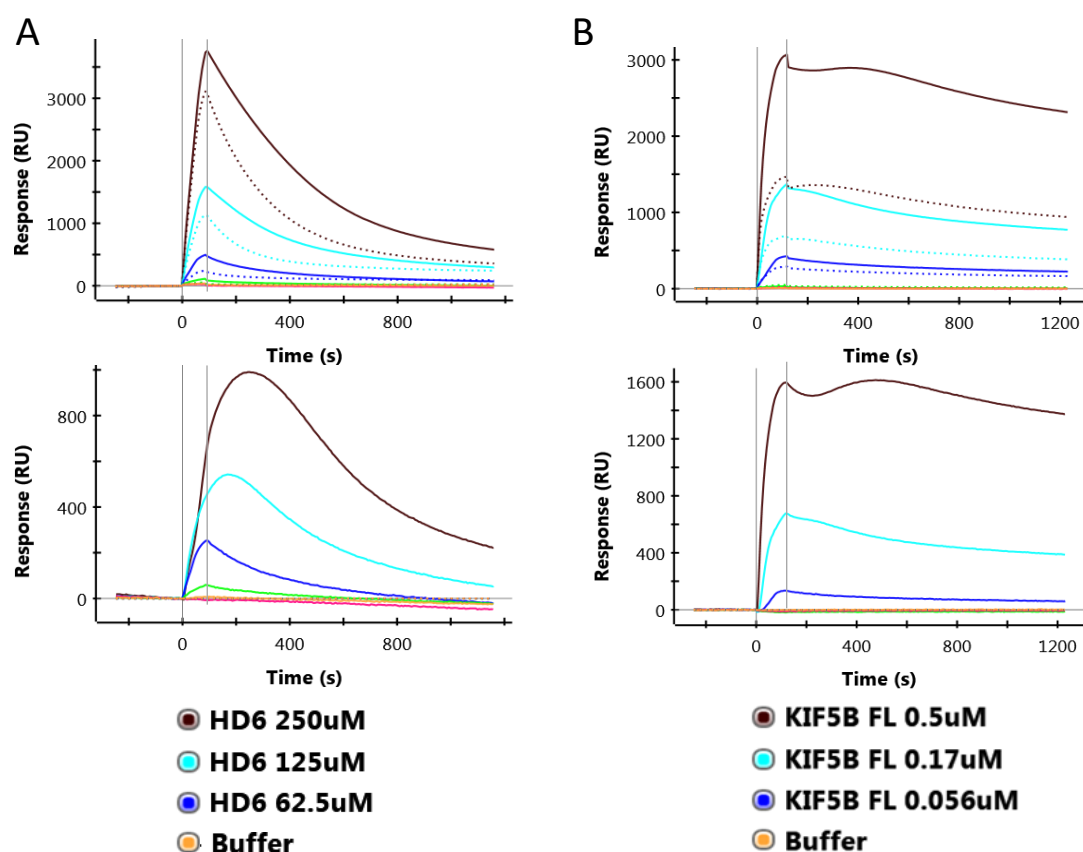 A
Response (RU)
3000
2000
1000
0
0
400
800
Time (s)
Response (RU)
800
400
0
0
400
800
Time (s)
HD6 250uM
HD6 125uM
HD6 62.5uM
Buffer
B
Response (RU)
3000
2000
1000
0
0
400
800
1200
Time (s)
Response (RU)
1600
1200
800
400
0
0
400
800
1200
Time (s)
KIF5B FL 0.5uM
KIF5B FL 0.17uM
KIF5B FL 0.056uM
Buffer